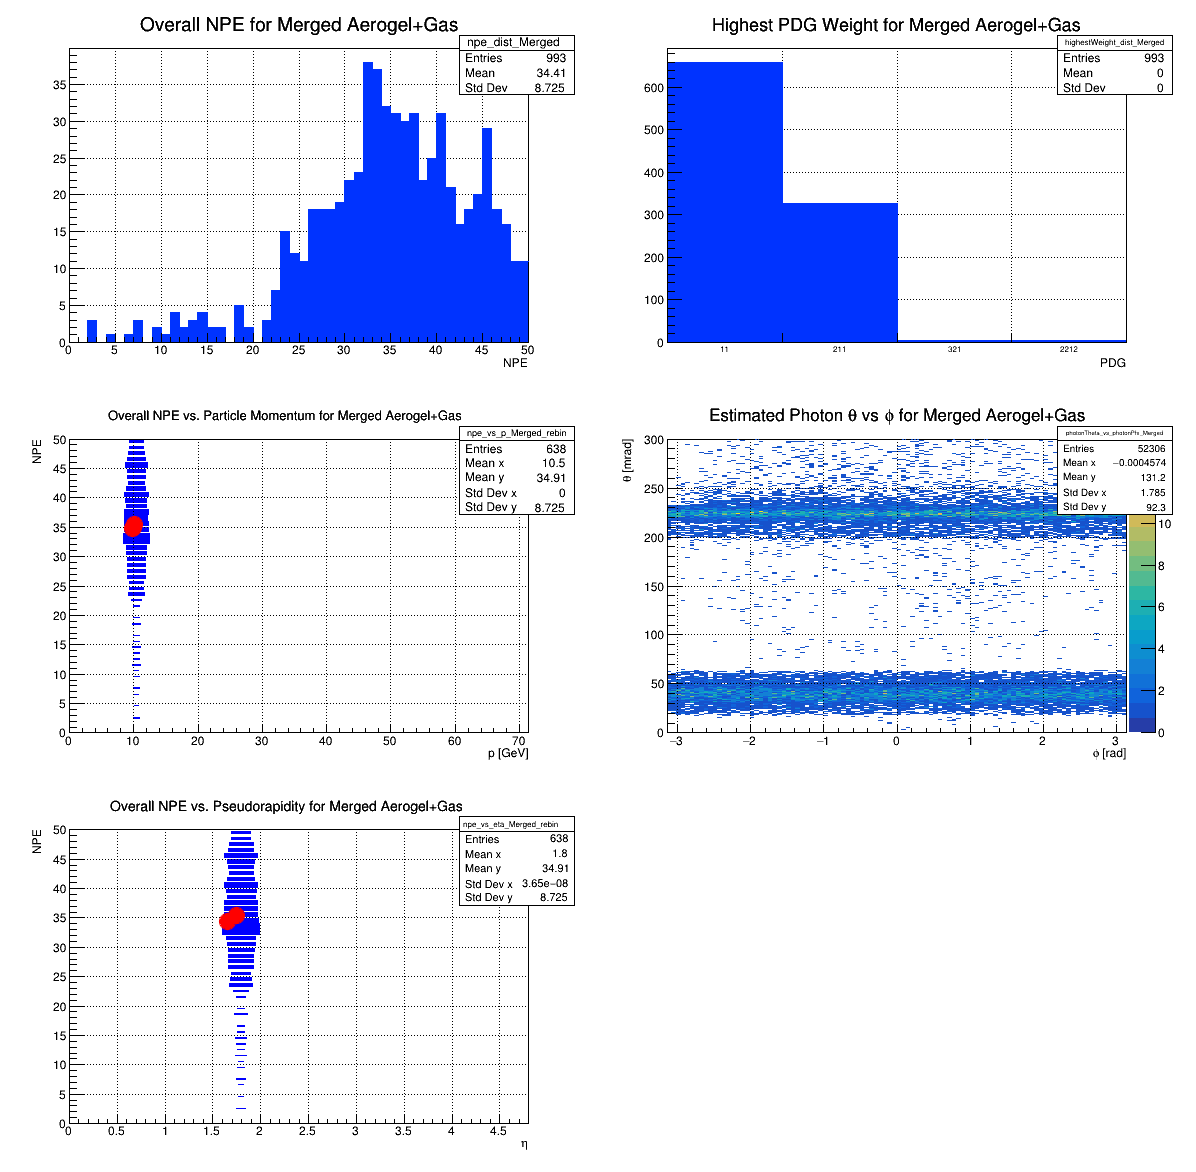 Overall NPE for Merged Aerogel+Gas
npe_dist_Merged
Entries 993
Mean 34.41
Std Dev 8.725
35
30
25
20
15
10
5
0
0 5 10 15 20 25 30 35 40 45 50
NPE
Highest PDG Weight for Merged Aerogel+Gas
highestWeight_dist_Merged
Entries 993
Mean 0
Std Dev 0
600
500
400
300
200
100
0
11 211 321 2212
PDG
Overall NPE vs. Particle Momentum for Merged Aerogel+Gas
npe_vs_p_Merged_rebin
Entries 638
Mean x 10.5
Mean y 34.91
Std Dev x 0
Std Dev y 8.725
NPE
50
45
40
35
30
25
20
15
10
5
0
0 10 20 30 40 50 60 70
p [GeV]
Estimated Photon θ vs ϕ for Merged Aerogel+Gas
photonTheta_vs_photonPhi_Merged
Entries 52306
Mean x −0.0004574
Mean y 131.2
Std Dev x 1.785
Std Dev y 92.3
θ [mrad]
300
250
200
150
100
50
0
−3 −2 −1 0 1 2 3
ϕ [rad]
10
8
6
4
2
0
Overall NPE vs. Pseudorapidity for Merged Aerogel+Gas
npe_vs_eta_Merged_rebin
Entries 638
Mean x 1.8
Mean y 34.91
Std Dev x 3.65e−08
Std Dev y 8.725
NPE
50
45
40
35
30
25
20
15
10
5
0
0 0.5 1 1.5 2 2.5 3 3.5 4 4.5
η